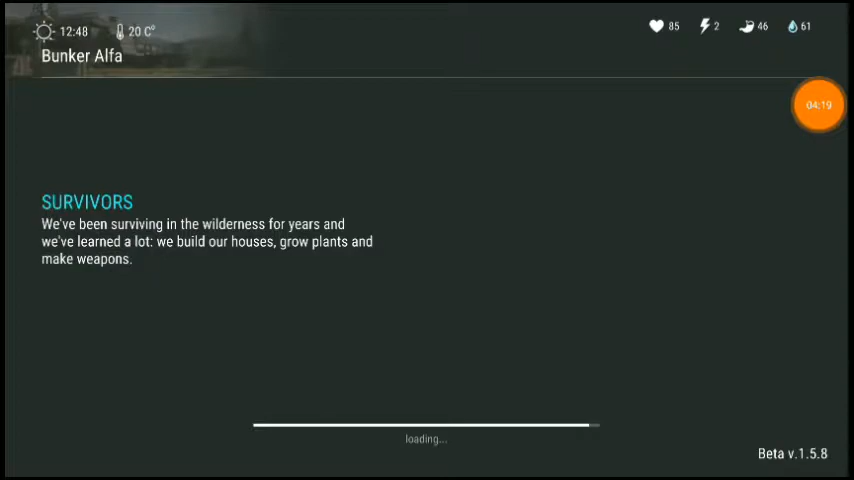 12:48 20 C°
85 2 46 61
Bunker Alfa
04:19
SURVIVORS
We've been surviving in the wilderness for years and
we've learned a lot: we build our houses, grow plants and
make weapons.
loading...
Beta v.1.5.8